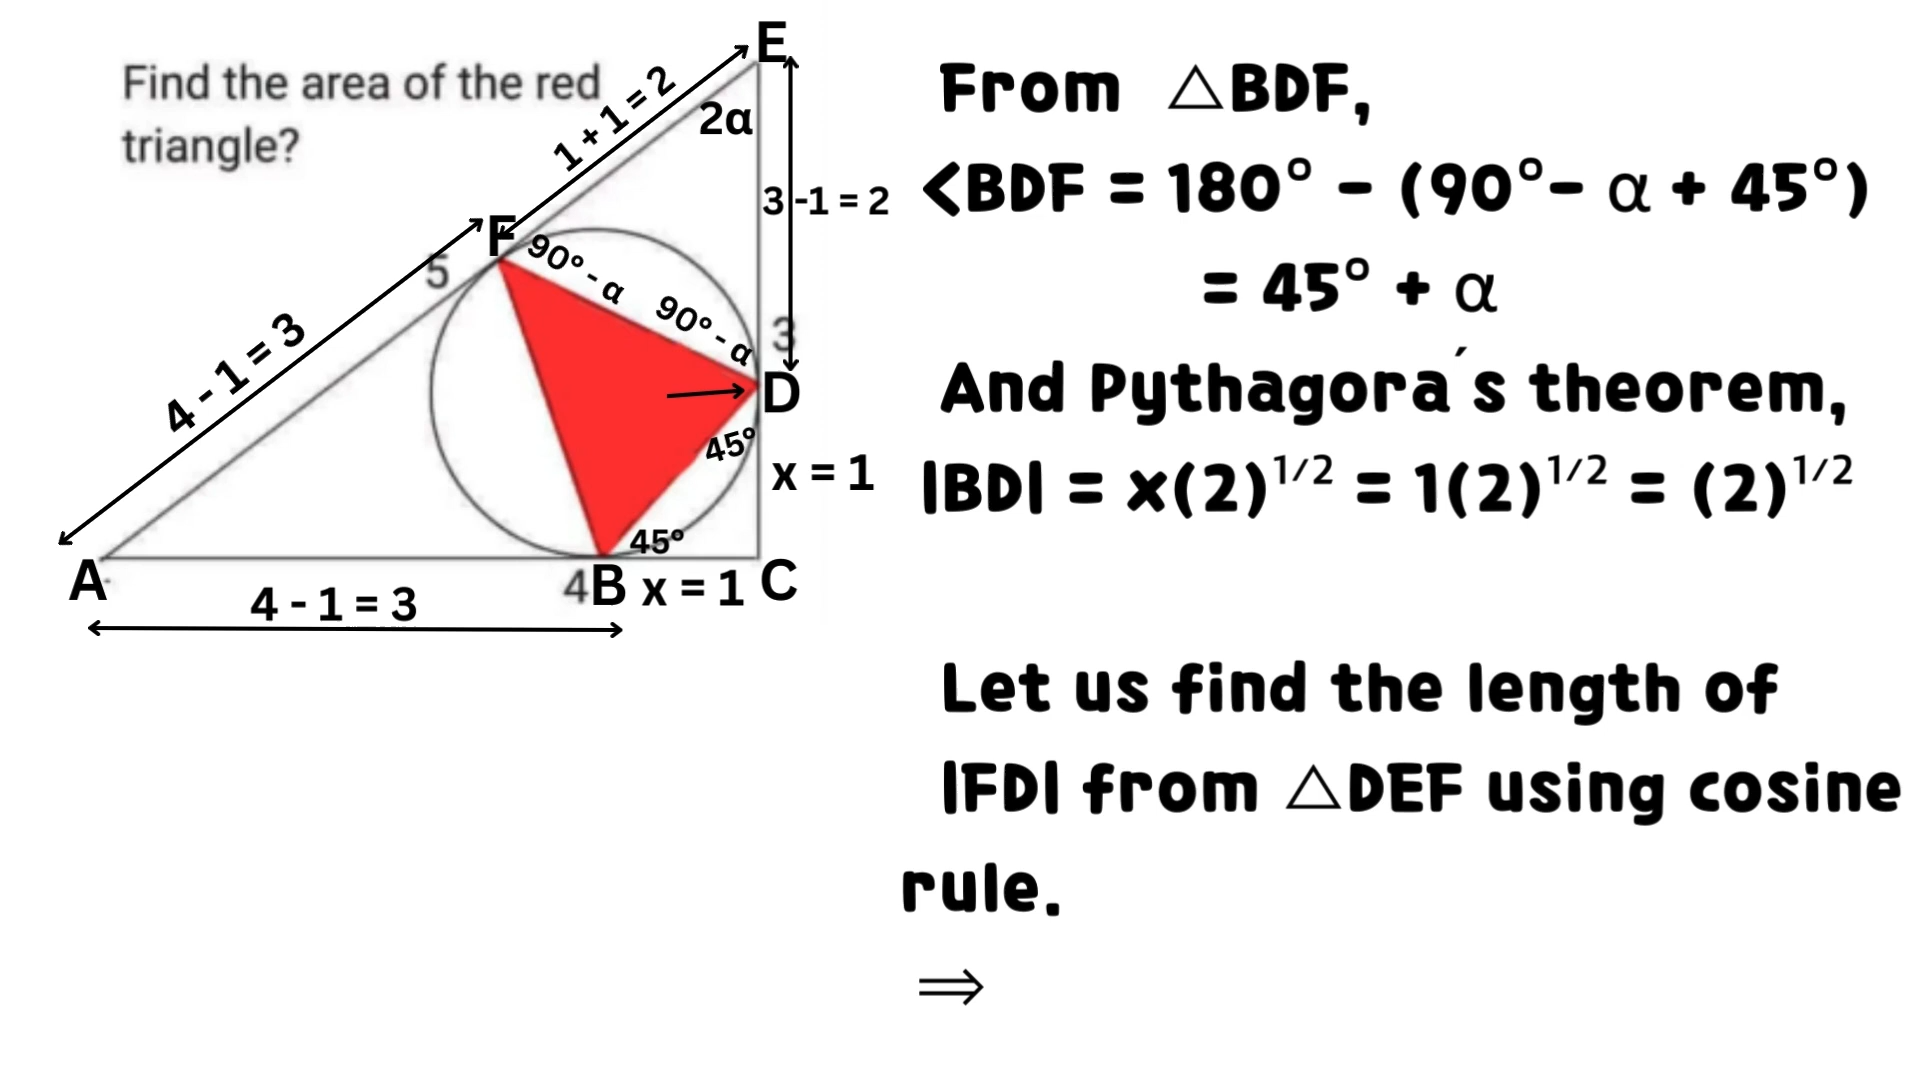 Find the area of the red
triangle?
E
1 + 1 = 2
2α
3 -1 = 2
F
90° - α
90° - α
5
3
4 - 1 = 3
D
45°
x = 1
45°
A
4 B x = 1 C
4 - 1 = 3
From △BDF,
<BDF = 180° - (90°- α + 45°)
= 45° + α
And Pythagora´s theorem,
|BD| = x(2)^1/2 = 1(2)^1/2 = (2)^1/2
Let us find the length of
|FD| from △DEF using cosine
rule.
⇒